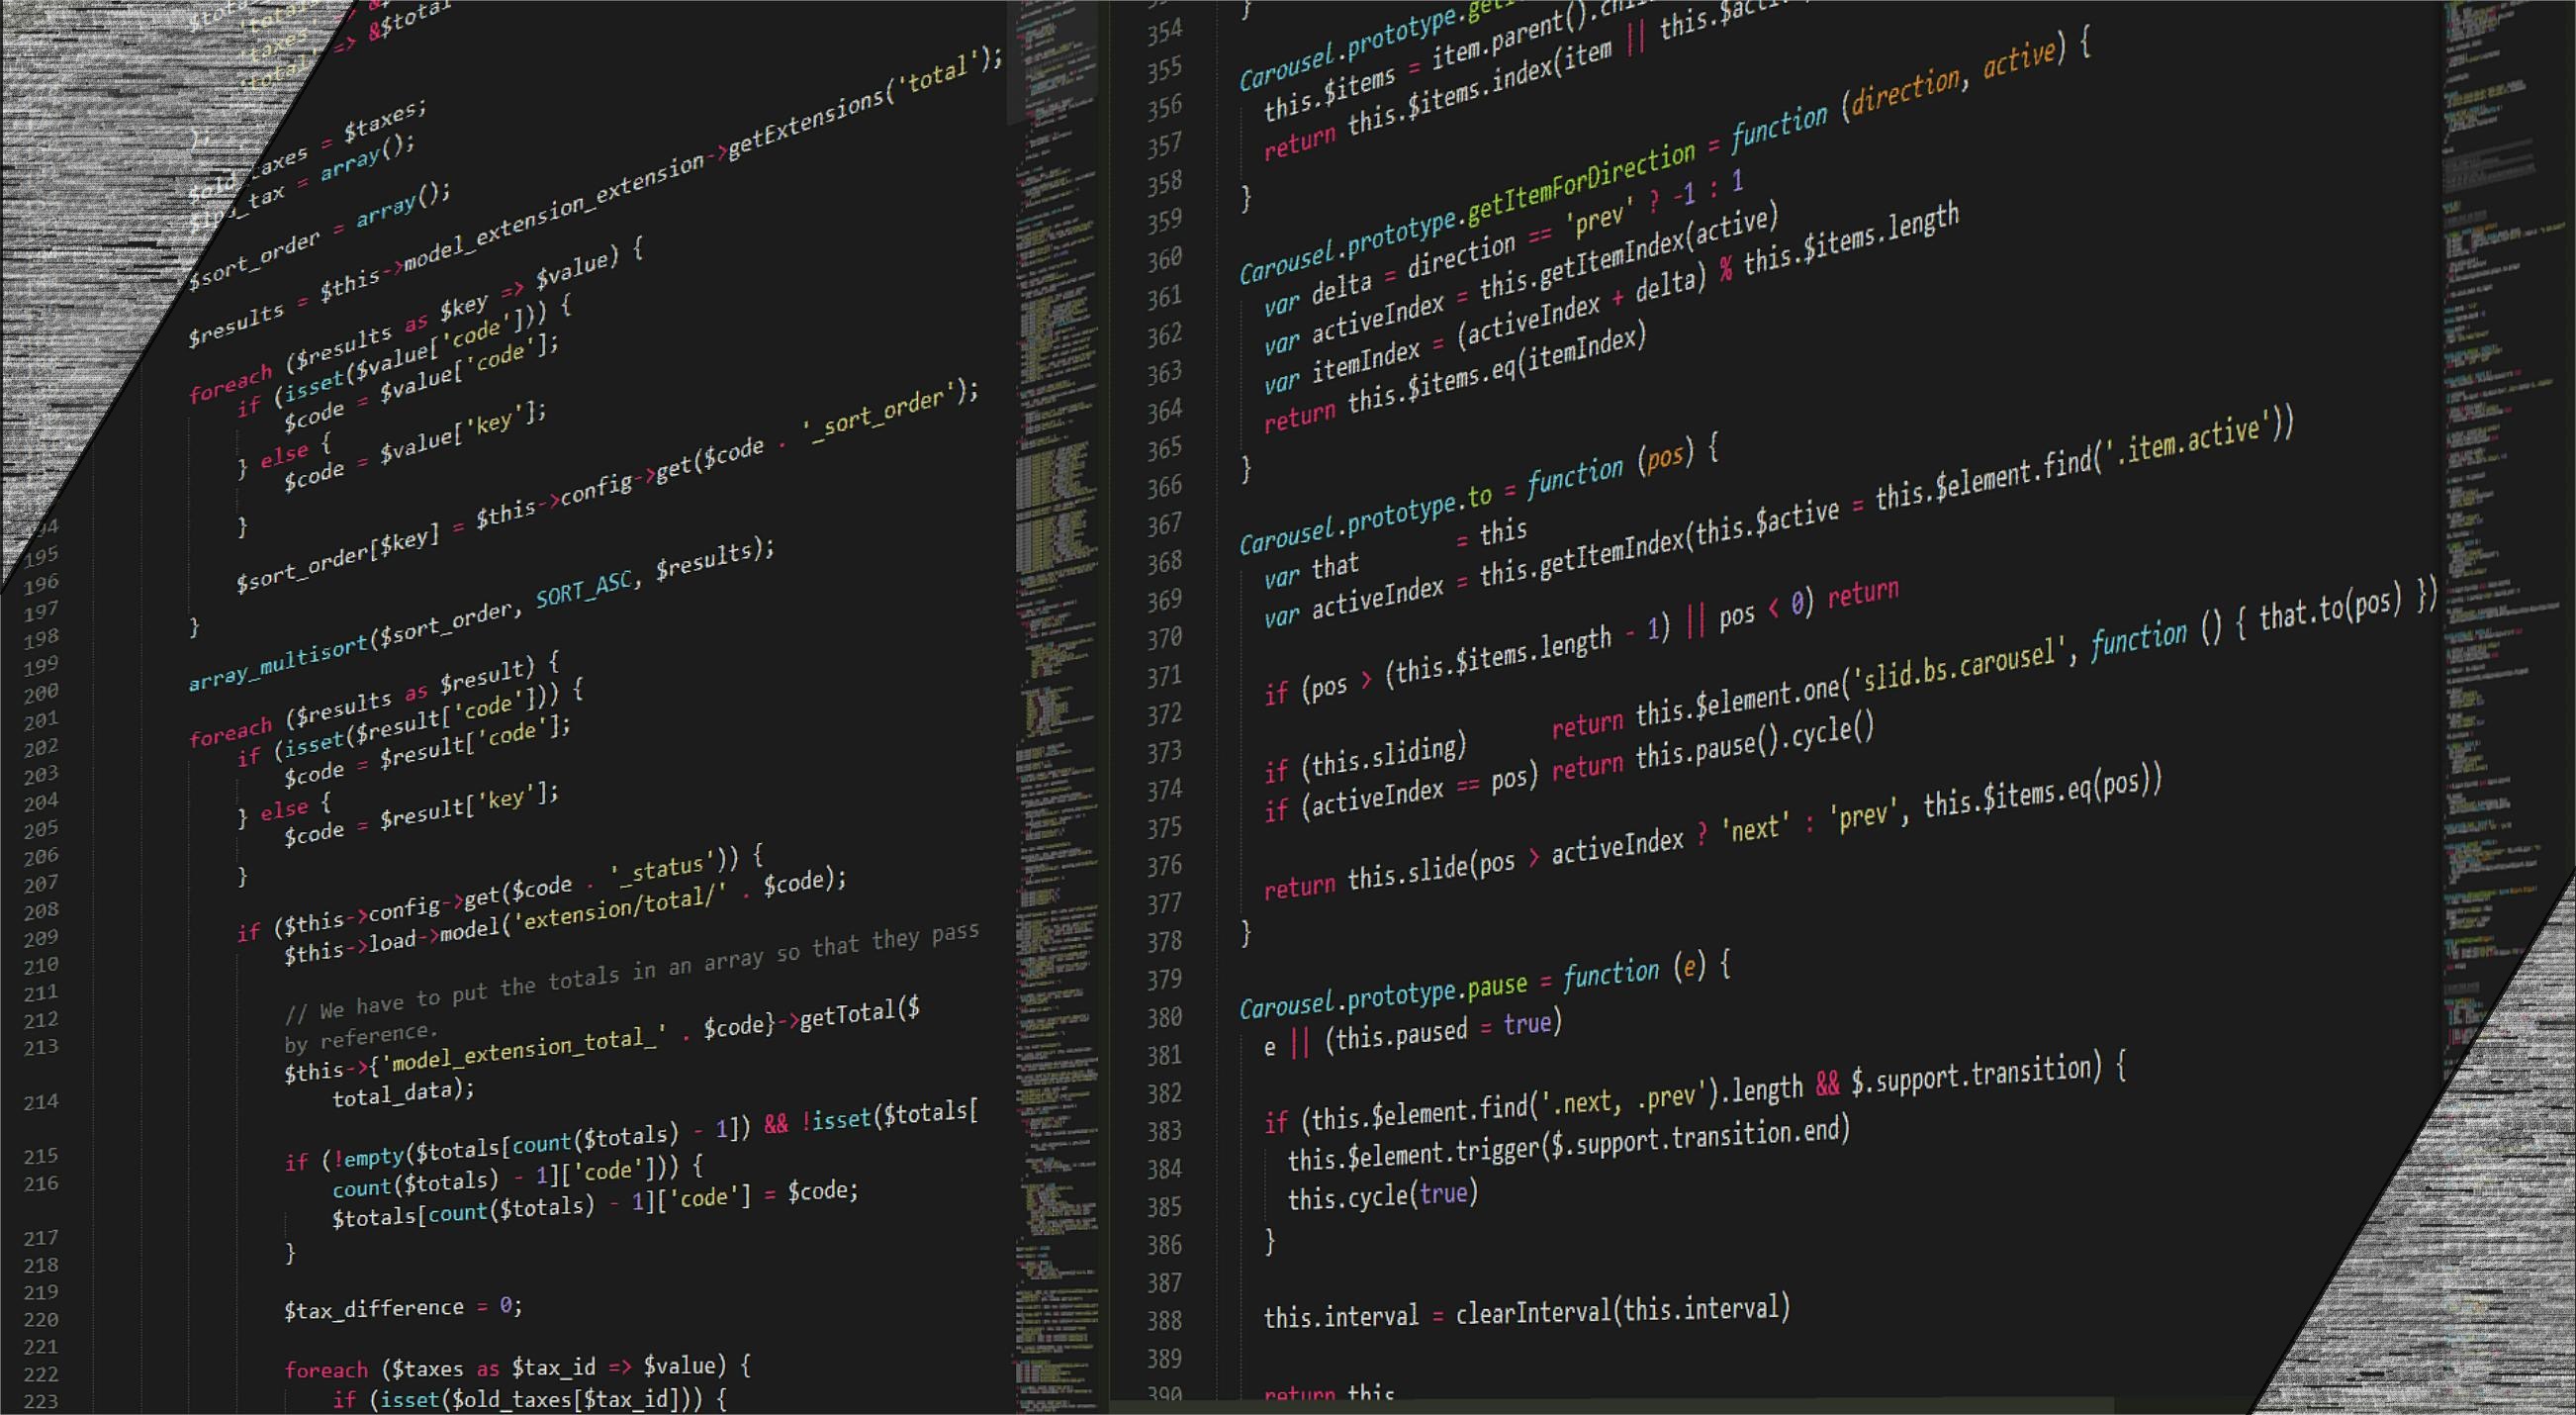 'total'
'taxes'
'total'
=> &$total
);
$old_taxes = $taxes;
$find_tax = array();
$sort_order = array();
$results = $this->model_extension_extension->getExtensions('total');
foreach ($results as $key => $value) {
if (isset($value['code'])) {
$code = $value['code'];
} else {
194 $code = $value['key'];
195 }
196
197 $sort_order[$key] = $this->config->get($code . '_sort_order');
198
199 }
200
201 array_multisort($sort_order, SORT_ASC, $results);
202
203 foreach ($results as $result) {
204 if (isset($result['code'])) {
205 $code = $result['code'];
206 } else {
207 $code = $result['key'];
208 }
209
210 if ($this->config->get($code . '_status')) {
211 $this->load->model('extension/total/' . $code);
212
213 // We have to put the totals in an array so that they pass
by reference.
214 $this->{'model_extension_total_' . $code}->getTotal($
total_data);
215
216 if (!empty($totals[count($totals) - 1]) && !isset($totals[
count($totals) - 1]['code'])) {
217 $totals[count($totals) - 1]['code'] = $code;
218 }
219
220 $tax_difference = 0;
221
222 foreach ($taxes as $tax_id => $value) {
223 if (isset($old_taxes[$tax_id])) {
354 }
355
356 Carousel.prototype.
357 this.$items = item.parent().
358 return this.$items.index(item ||
359 }
360
361 Carousel.prototype.getItemForDirection = function (direction, active) {
362 var delta = direction == 'prev' ? -1 : 1
363 var activeIndex = this.getItemIndex(active)
364 var itemIndex = (activeIndex + delta) % this.$items.length
365 return this.$items.eq(itemIndex)
366 }
367
368 Carousel.prototype.to = function (pos) {
369 var that = this
370 var activeIndex = this.getItemIndex(this.$active = this.$element.find('.item.active'))
371
372 if (pos > (this.$items.length - 1) || pos < 0) return
373
374 if (this.sliding) return this.$element.one('slid.bs.carousel', function () { that.to(pos) })
375 if (activeIndex == pos) return this.pause().cycle()
376
377 return this.slide(pos > activeIndex ? 'next' : 'prev', this.$items.eq(pos))
378 }
379
380 Carousel.prototype.pause = function (e) {
381 e || (this.paused = true)
382
383 if (this.$element.find('.next, .prev').length && $.support.transition) {
384 this.$element.trigger($.support.transition.end)
385 this.cycle(true)
386 }
387
388 this.interval = clearInterval(this.interval)
389
390 return this